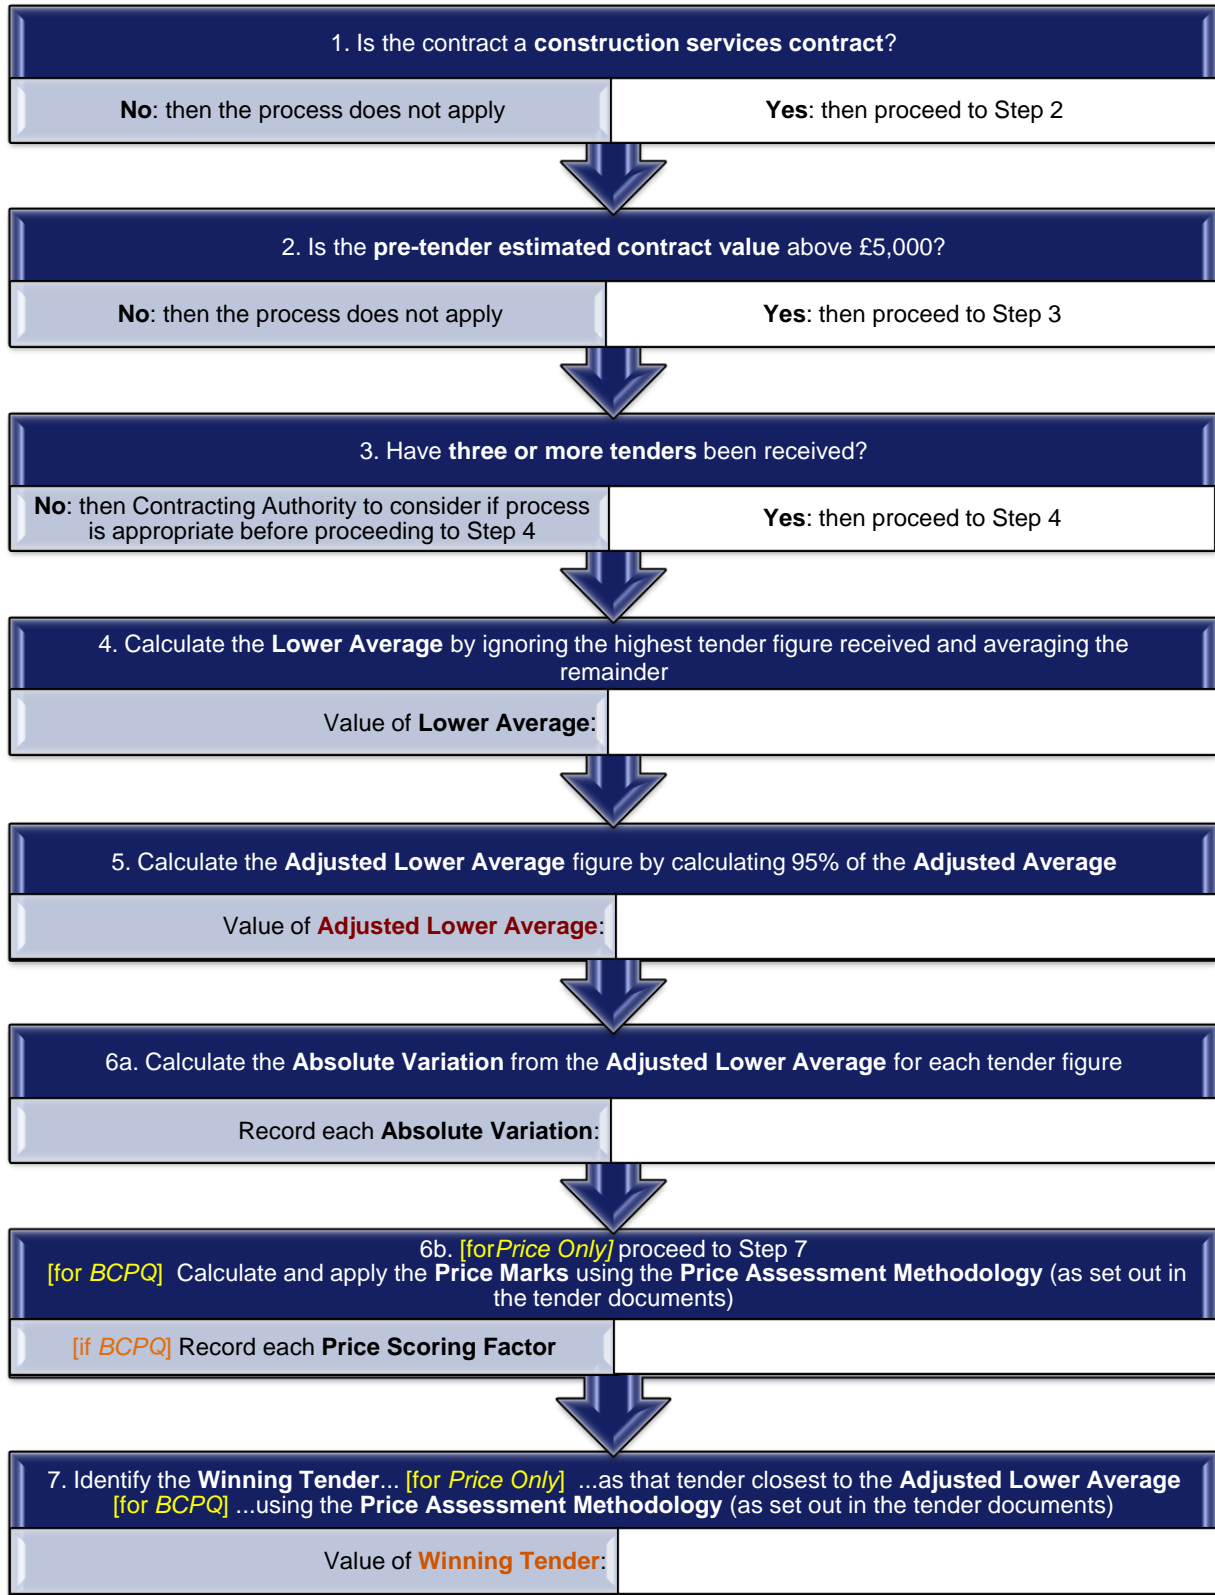 1. Is the contract a construction services contract?
No: then the process does not apply
Yes: then proceed to Step 2
2. Is the pre-tender estimated contract value above £5,000?
No: then the process does not apply
Yes: then proceed to Step 3
3. Have three or more tenders been received?
No: then Contracting Authority to consider if process
is appropriate before proceeding to Step 4
Yes: then proceed to Step 4
4. Calculate the Lower Average by ignoring the highest tender figure received and averaging the
remainder
Value of Lower Average:
5. Calculate the Adjusted Lower Average figure by calculating 95% of the Adjusted Average
Value of Adjusted Lower Average:
6a. Calculate the Absolute Variation from the Adjusted Lower Average for each tender figure
Record each Absolute Variation:
6b. [forPrice Only] proceed to Step 7
[for BCPQ] Calculate and apply the Price Marks using the Price Assessment Methodology (as set out in
the tender documents)
[if BCPQ] Record each Price Scoring Factor
7. Identify the Winning Tender... [for Price Only] ...as that tender closest to the Adjusted Lower Average
[for BCPQ] ...using the Price Assessment Methodology (as set out in the tender documents)
Value of Winning Tender: